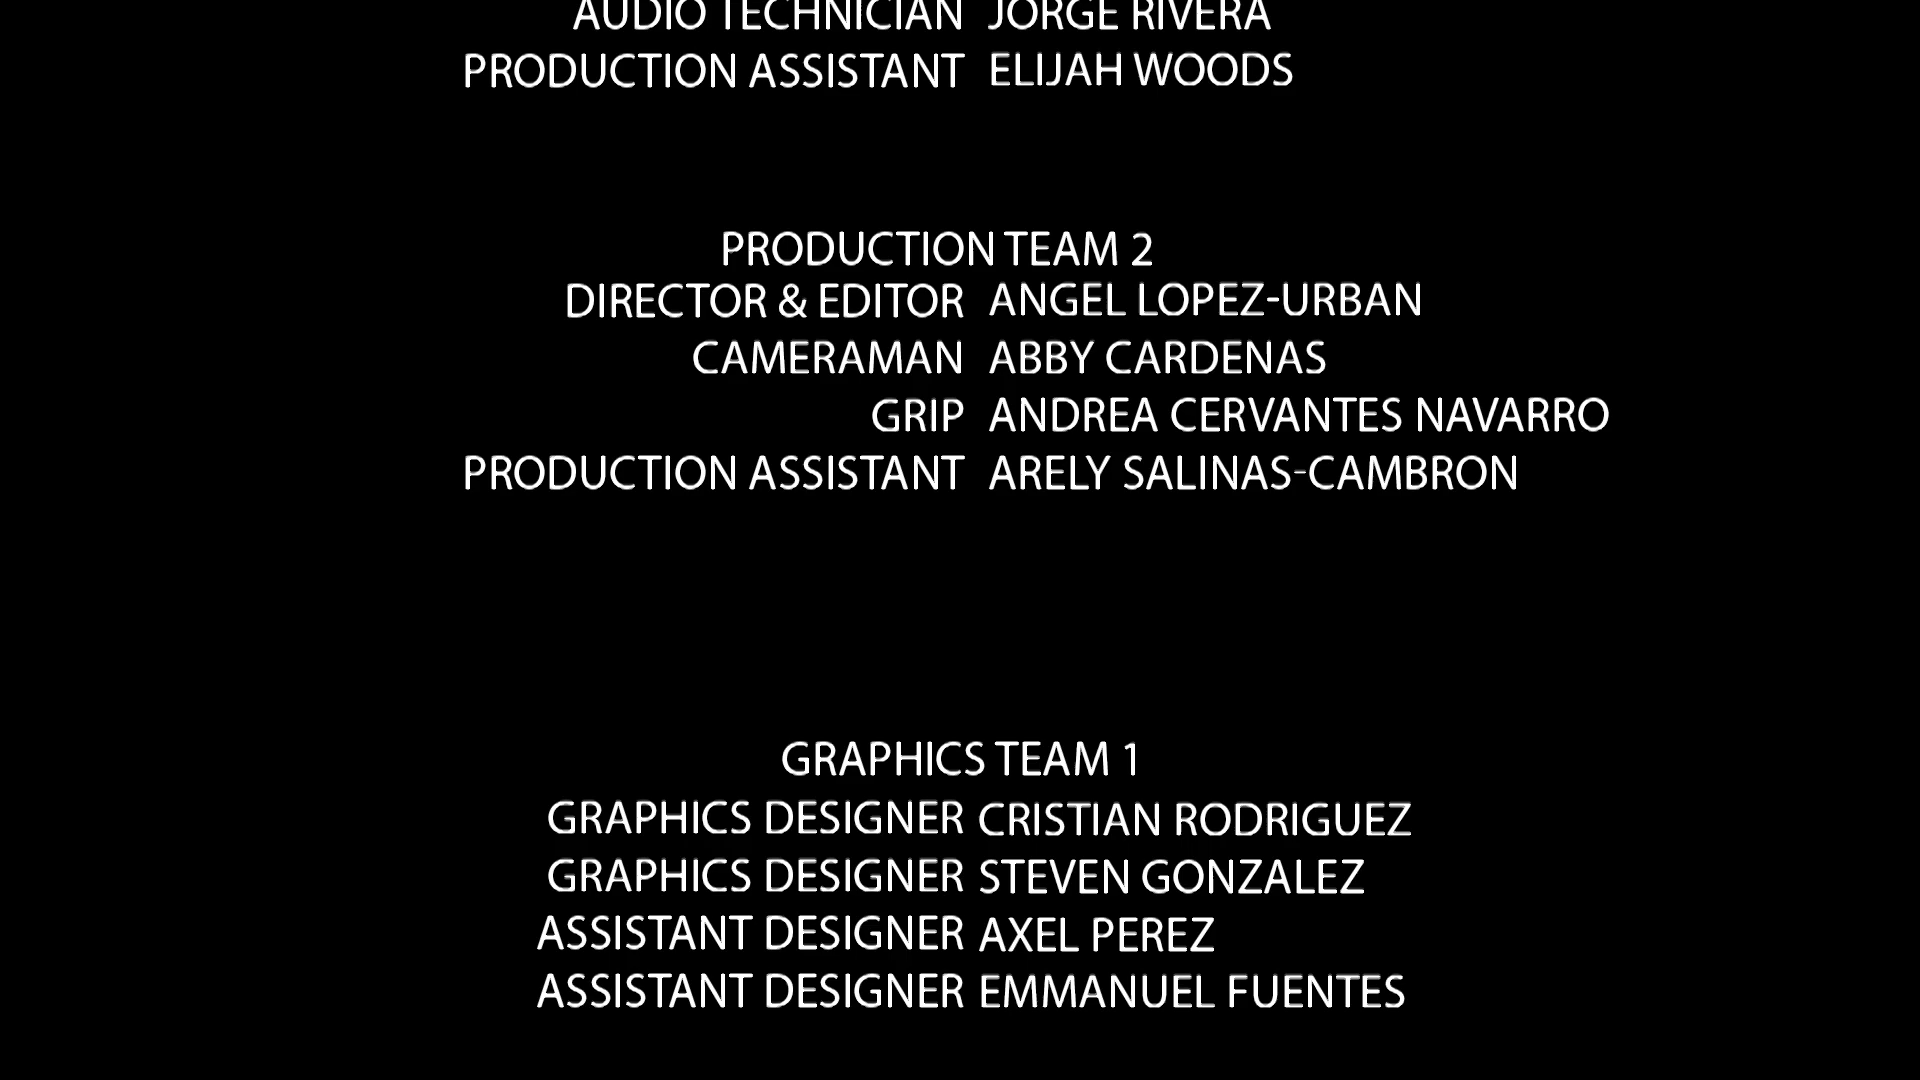 AUDIO TECHNICIAN JORGE RIVERA
PRODUCTION ASSISTANT ELIJAH WOODS
PRODUCTION TEAM 2
DIRECTOR & EDITOR ANGEL LOPEZ-URBAN
CAMERAMAN ABBY CARDENAS
GRIP ANDREA CERVANTES NAVARRO
PRODUCTION ASSISTANT ARELY SALINAS-CAMBRON
GRAPHICS TEAM 1
GRAPHICS DESIGNER CRISTIAN RODRIGUEZ
GRAPHICS DESIGNER STEVEN GONZALEZ
ASSISTANT DESIGNER AXEL PEREZ
ASSISTANT DESIGNER EMMANUEL FUENTES